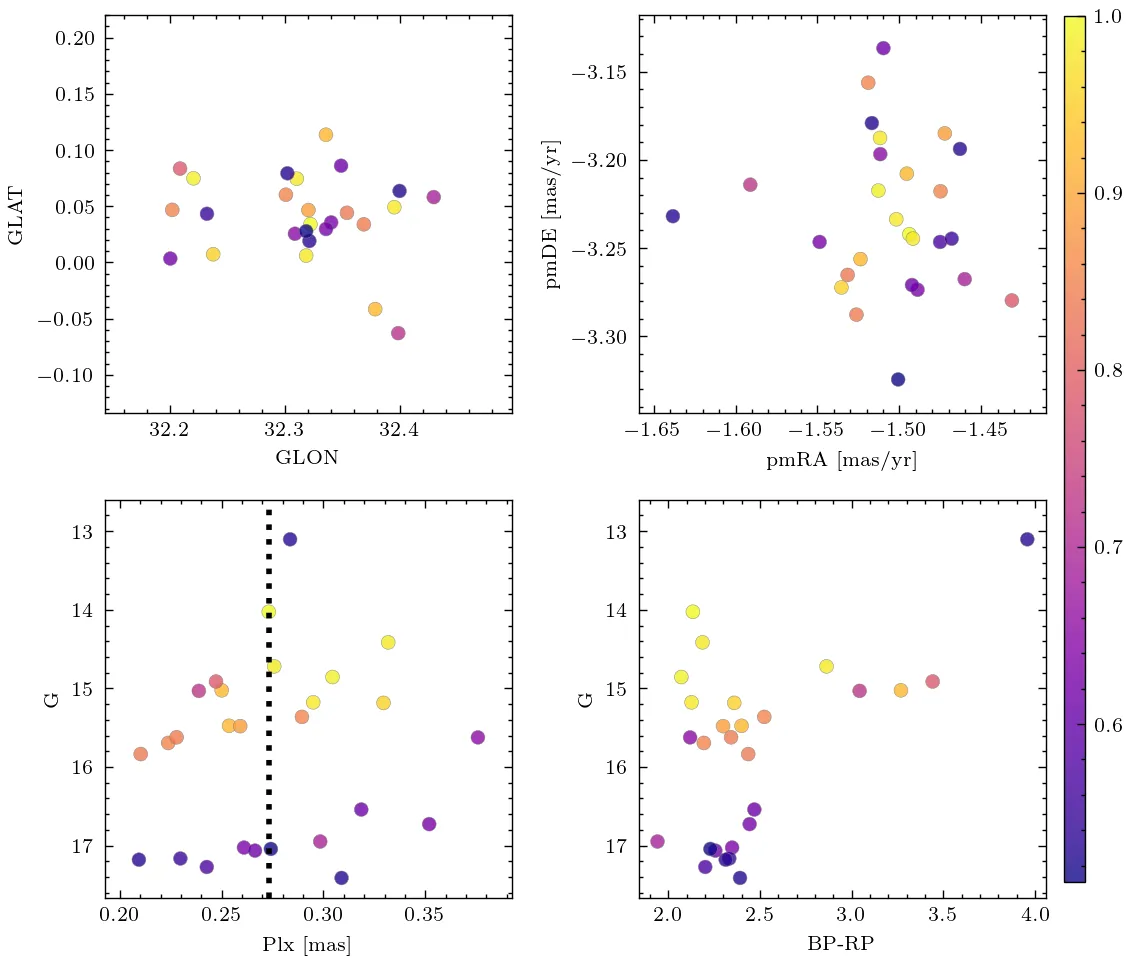 0.20
0.15
0.10
0.05
0.00
−0.05
−0.10
GLAT
32.2 32.3 32.4
GLON
−3.15
−3.20
−3.25
−3.30
pmDE [mas/yr]
−1.65 −1.60 −1.55 −1.50 −1.45
pmRA [mas/yr]
1.0
0.9
0.8
0.7
0.6
13
14
15
16
17
G
0.20 0.25 0.30 0.35
Plx [mas]
13
14
15
16
17
G
2.0 2.5 3.0 3.5 4.0
BP-RP